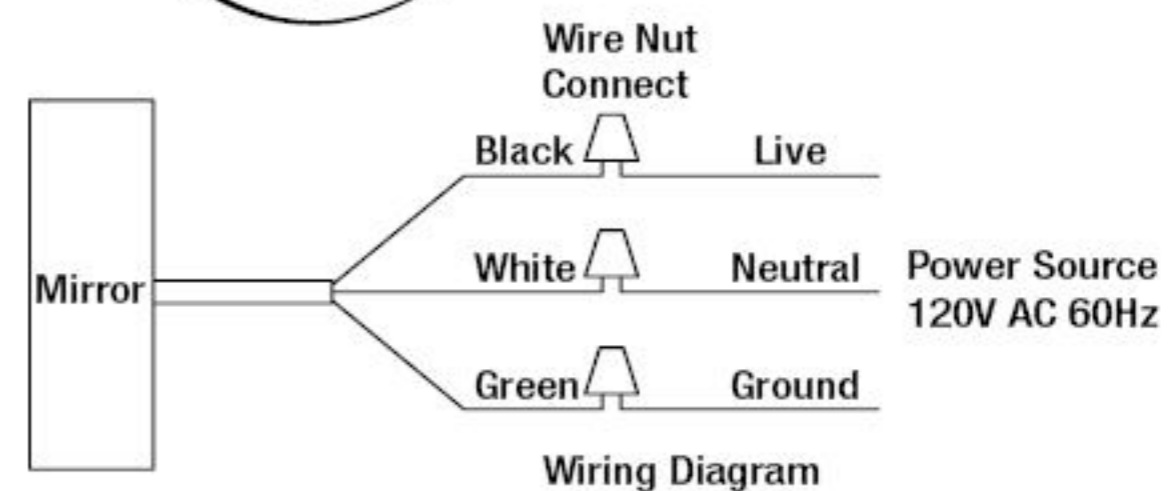 Wire Nut
Connect
Black
Live
White
Neutral
Power Source
120V AC 60Hz
Mirror
Green
Ground
Wiring Diagram